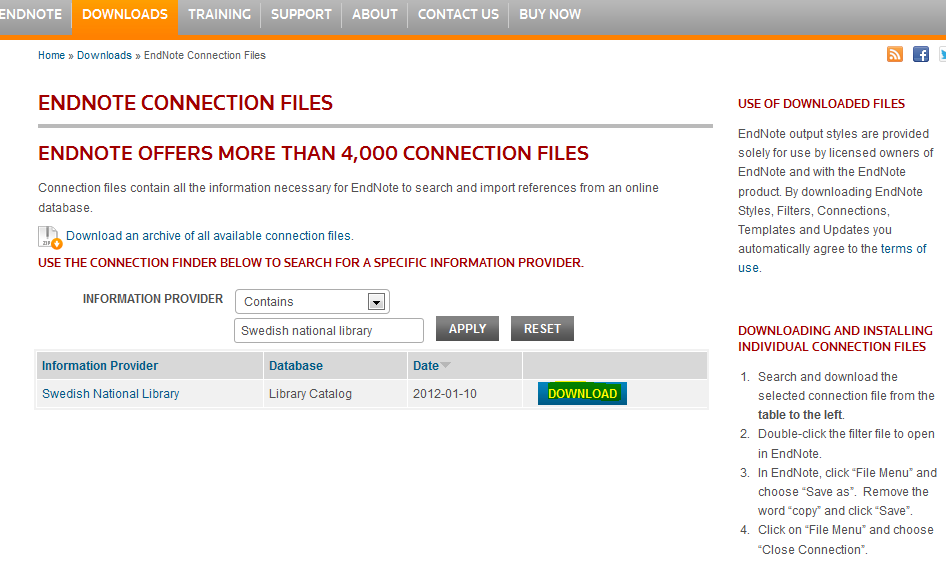 ENDNOTE DOWNLOADS TRAINING SUPPORT ABOUT CONTACT US BUY NOW
Home » Downloads » EndNote Connection Files
ENDNOTE CONNECTION FILES
ENDNOTE OFFERS MORE THAN 4,000 CONNECTION FILES
Connection files contain all the information necessary for EndNote to search and import references from an online
database.
ZIP
Download an archive of all available connection files.
USE THE CONNECTION FINDER BELOW TO SEARCH FOR A SPECIFIC INFORMATION PROVIDER.
INFORMATION PROVIDER Contains
Swedish national library APPLY RESET
Information Provider Database Date
Swedish National Library Library Catalog 2012-01-10 DOWNLOAD
USE OF DOWNLOADED FILES
EndNote output styles are provided
solely for use by licensed owners of
EndNote and with the EndNote
product. By downloading EndNote
Styles, Filters, Connections,
Templates and Updates you
automatically agree to the terms of
use.
DOWNLOADING AND INSTALLING
INDIVIDUAL CONNECTION FILES
1. Search and download the
selected connection file from the
table to the left.
2. Double-click the filter file to open
in EndNote.
3. In EndNote, click “File Menu” and
choose “Save as”. Remove the
word “copy” and click “Save”.
4. Click on “File Menu” and choose
“Close Connection”.